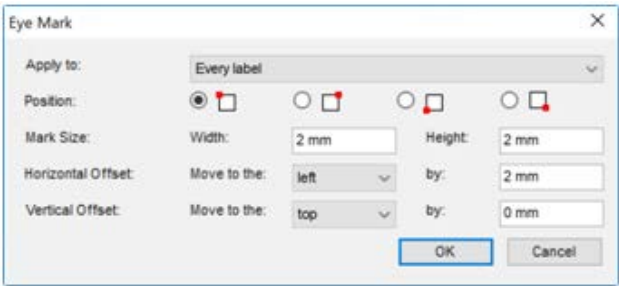 Eye Mark
Apply to: Every label
Position:
Mark Size: Width: 2 mm Height: 2 mm
Horizontal Offset: Move to the: left by: 2 mm
Vertical Offset: Move to the: top by: 0 mm
OK Cancel